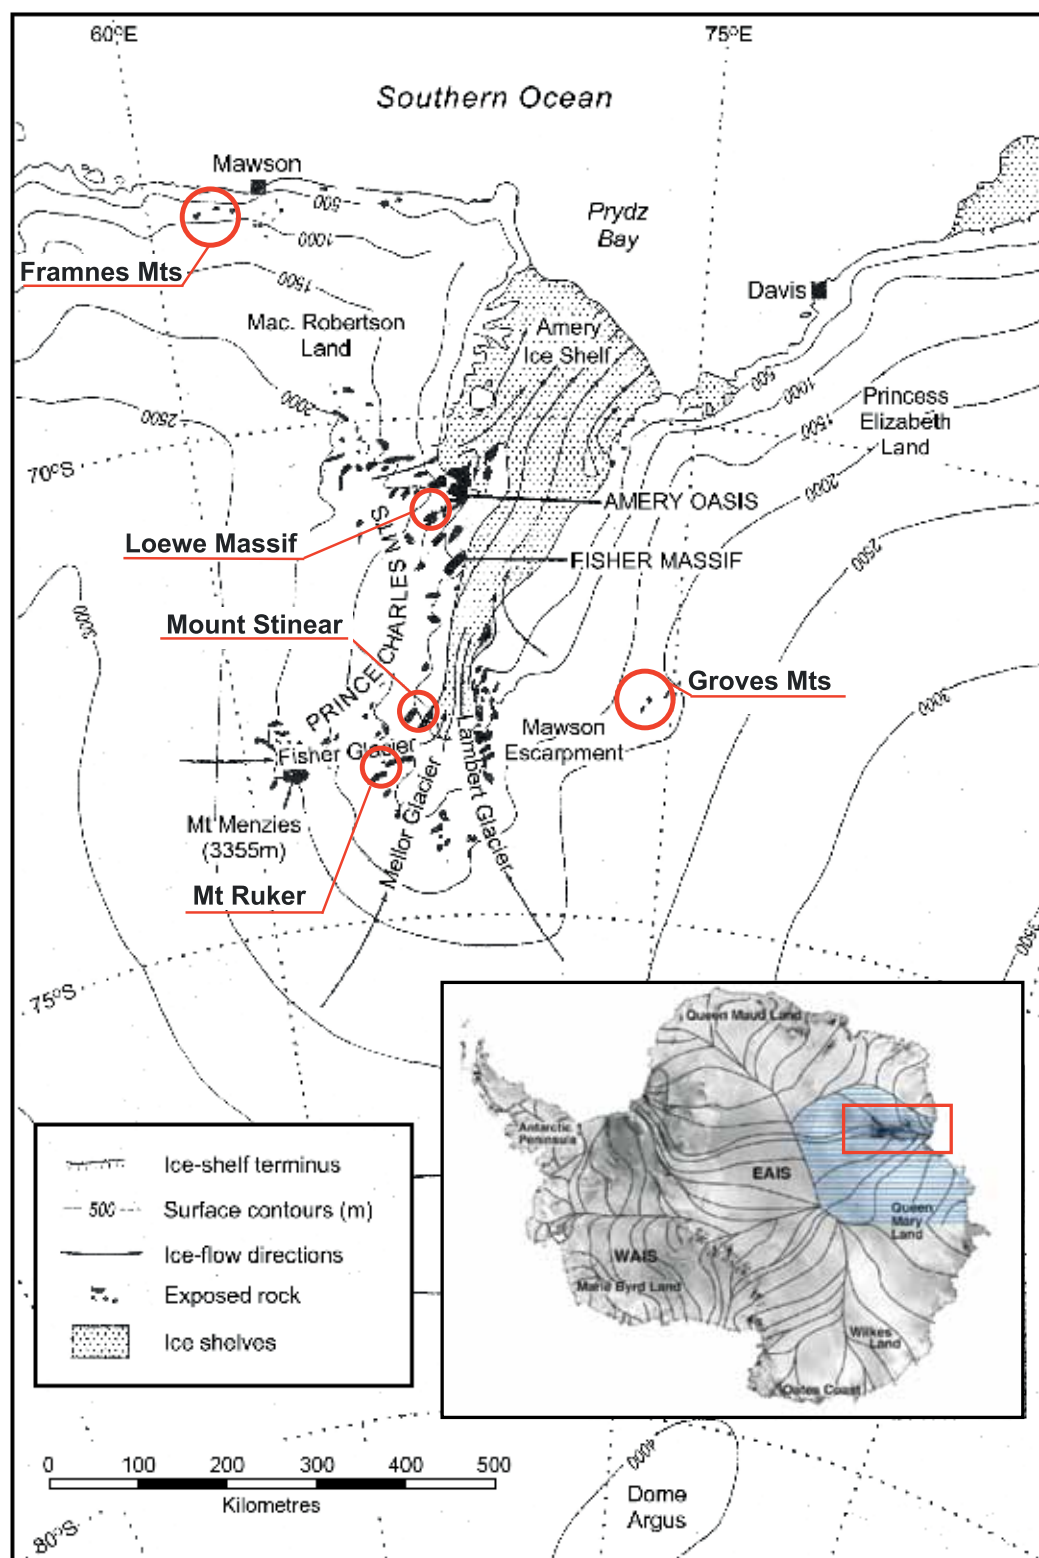 60°E
75°E
Southern Ocean
Mawson
500
1000
Prydz
Bay
Framnes Mts
1500
Davis
Mac. Robertson
Land
Amery
Ice Shelf
500
1000
1500
2000
2500
2000
Princess
Elizabeth
Land
70°S
AMERY OASIS
2500
Loewe Massif
FISHER MASSIF
PRINCE CHARLES MTS
3000
Mount Stinear
Groves Mts
3000
Mawson
Escarpment
Fisher Glacier
Lambert Glacier
Mellor Glacier
Mt Menzies
(3355m)
Mt Ruker
3500
75°S
Queen Maud Land
Antarctic
Peninsula
EAIS
Queen
Mary
Land
WAIS
Marie Byrd Land
Wilkes
Land
Oates Coast
Ice-shelf terminus
500 Surface contours (m)
Ice-flow directions
Exposed rock
Ice shelves
4000
0 100 200 300 400 500
Kilometres
Dome
Argus
80°S